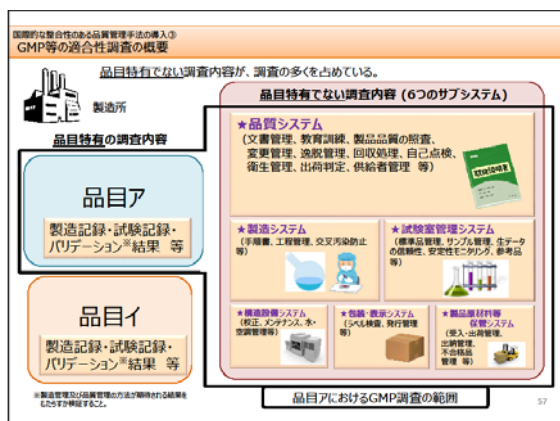 国際的な整合性のある品質管理手法の導入③
GMP等の適合性調査の概要
品目特有でない調査内容が、調査の多くを占めている。
製造所
品目特有の調査内容
品目ア
製造記録・試験記録・
バリデーション※結果 等
品目イ
製造記録・試験記録・
バリデーション※結果 等
※製造管理及び品質管理の方法が期待される結果を
もたらすか検証すること。
品目特有でない調査内容 (6つのサブシステム)
★品質システム
(文書管理、教育訓練、製品品質の照査、
変更管理、逸脱管理、回収処理、自己点検、
衛生管理、出荷判定、供給者管理 等)
★製造システム
(手順書、工程管理、交叉汚染防止
等)
★試験室管理システム
(標準品管理、サンプル管理、生データ
の信頼性、安定性モニタリング、参考品
等)
★構造設備システム
(校正、メンテナンス、水・
空調管理等)
★包装・表示システム
(ラベル検査、発行管理
等)
★製品原材料等
保管システム
(受入・出荷管理、
出納管理、
不合格品
管理 等)
品目アにおけるGMP調査の範囲
57